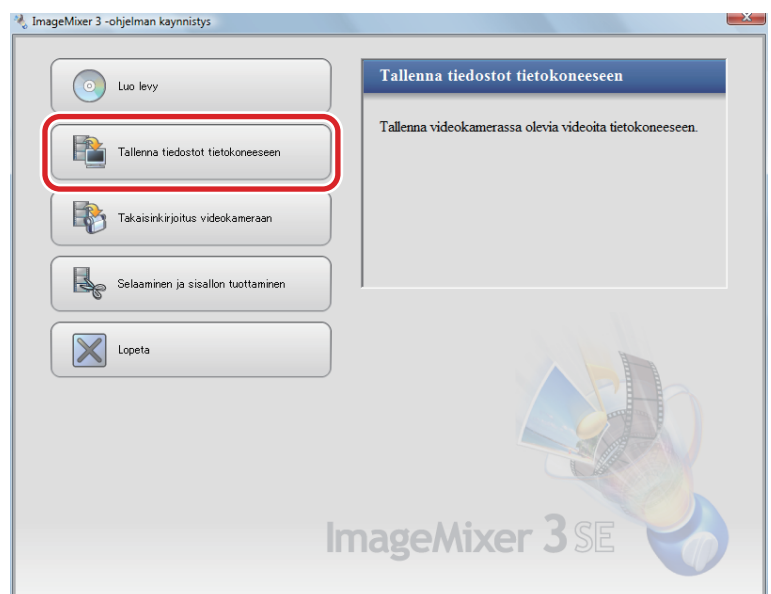 ImageMixer 3 -ohjelman kaynnistys
Luo levy
Tallenna tiedostot tietokoneeseen
Takaisinkirjoitus videokameraan
Selaaminen ja sisallon tuottaminen
Lopeta
Tallenna tiedostot tietokoneeseen
Tallenna videokamerassa olevia videoita tietokoneeseen.
ImageMixer 3 SE